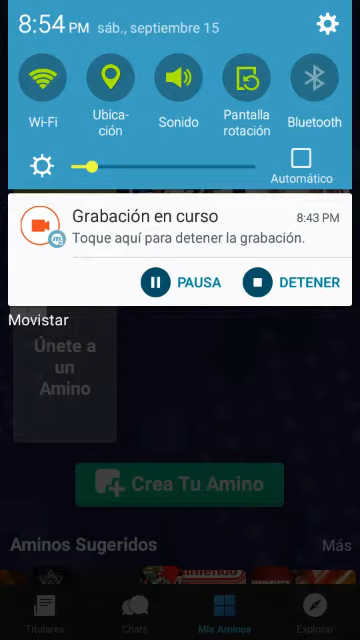 8:54 PM sáb., septiembre 15
Wi-Fi
Ubica-
ción
Sonido
Pantalla
rotación
Bluetooth
Automático
Grabación en curso 8:43 PM
Toque aquí para detener la grabación.
PAUSA DETENER
Movistar
Únete a
un
Amino
Crea Tu Amino
Aminos Sugeridos Más
Titulares Chats Mis Aminos Explorar